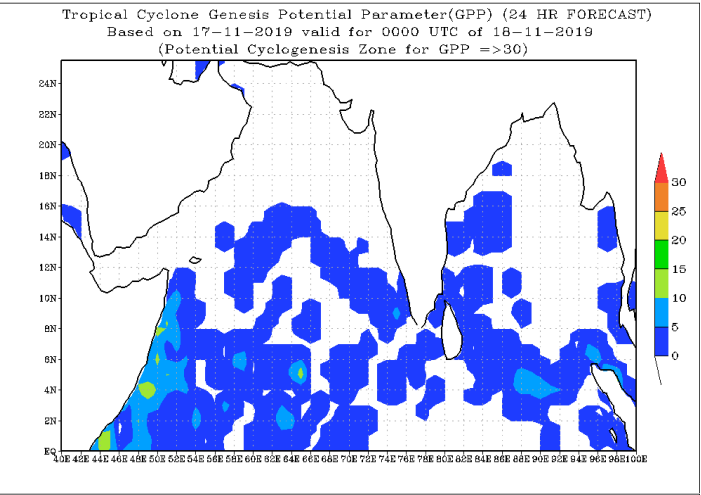 Tropical Cyclone Genesis Potential Parameter(GPP) (24 HR FORECAST)
Based on 17-11-2019 valid for 0000 UTC of 18-11-2019
(Potential Cyclogenesis Zone for GPP =>30)
24N
22N
20N
18N
16N
14N
12N
10N
8N
6N
4N
2N
EQ
30
25
20
15
10
5
0
40E 42E 44E 46E 48E 50E 52E 54E 56E 58E 60E 62E 64E 66E 68E 70E 72E 74E 76E 78E 80E 82E 84E 86E 88E 90E 92E 94E 96E 98E 100E